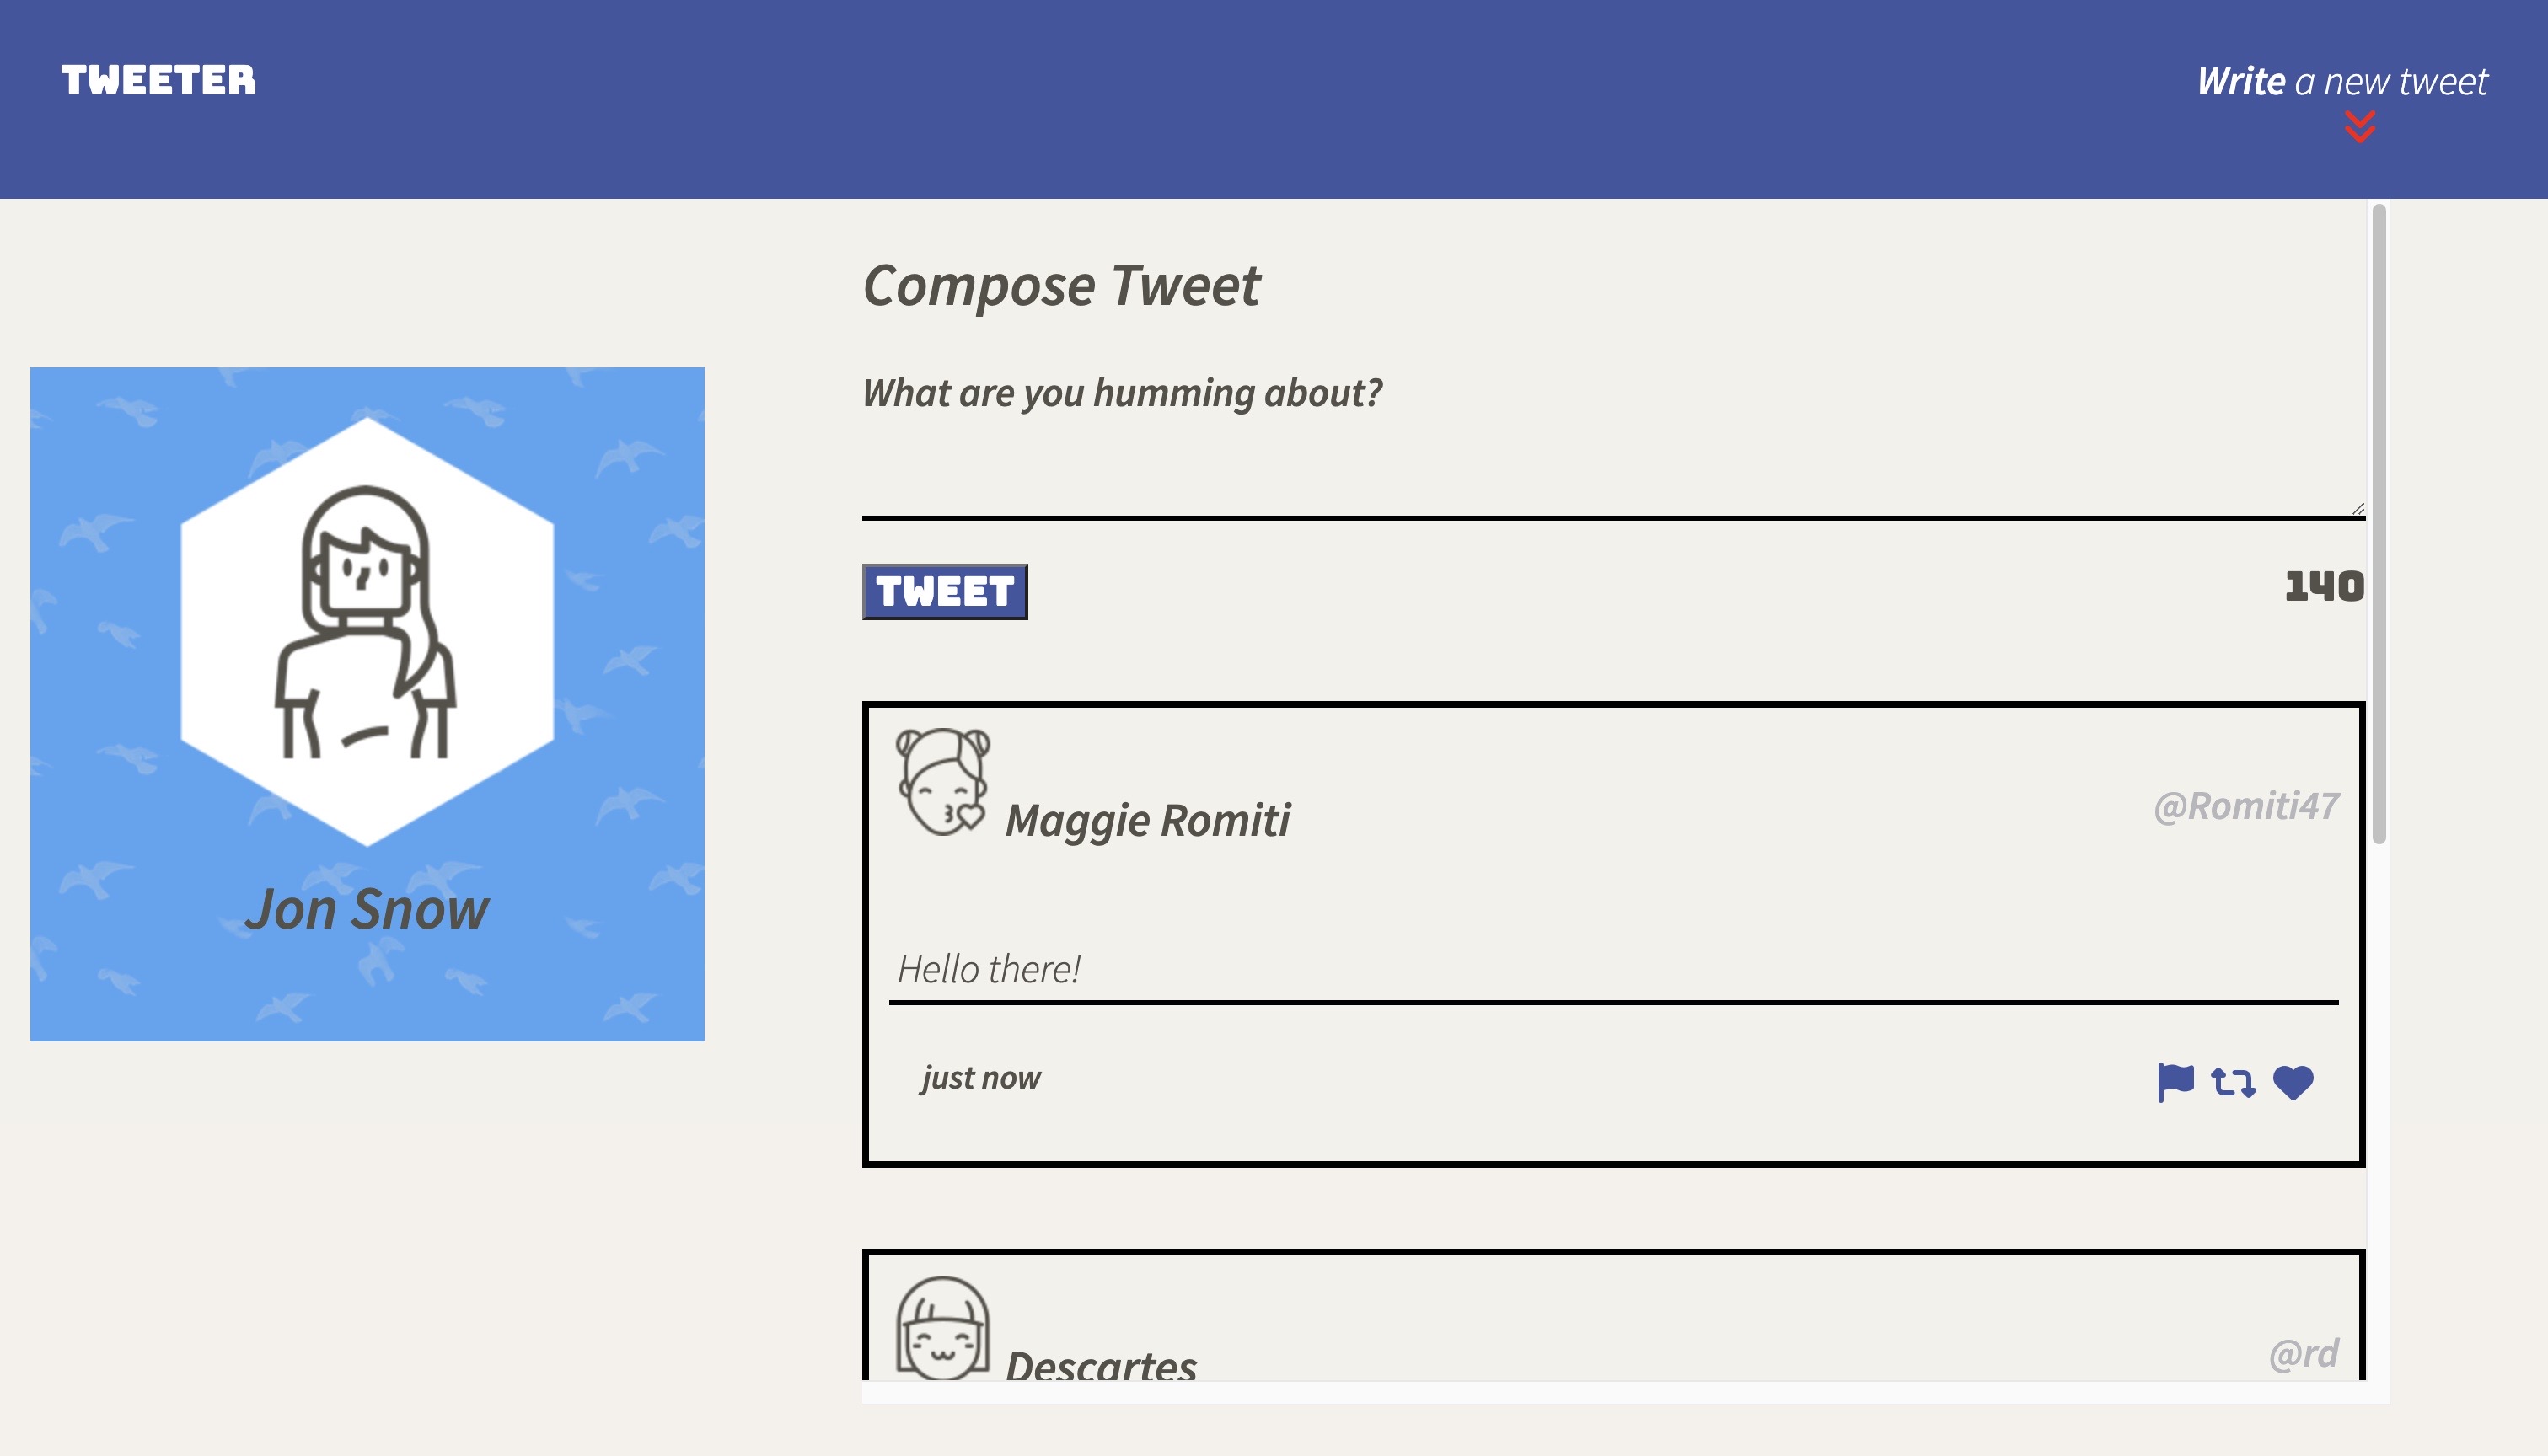 TWEETER
Write a new tweet
Compose Tweet
What are you humming about?
TWEET
140
Jon Snow
Maggie Romiti
@Romiti47
Hello there!
just now
Descartes
@rd